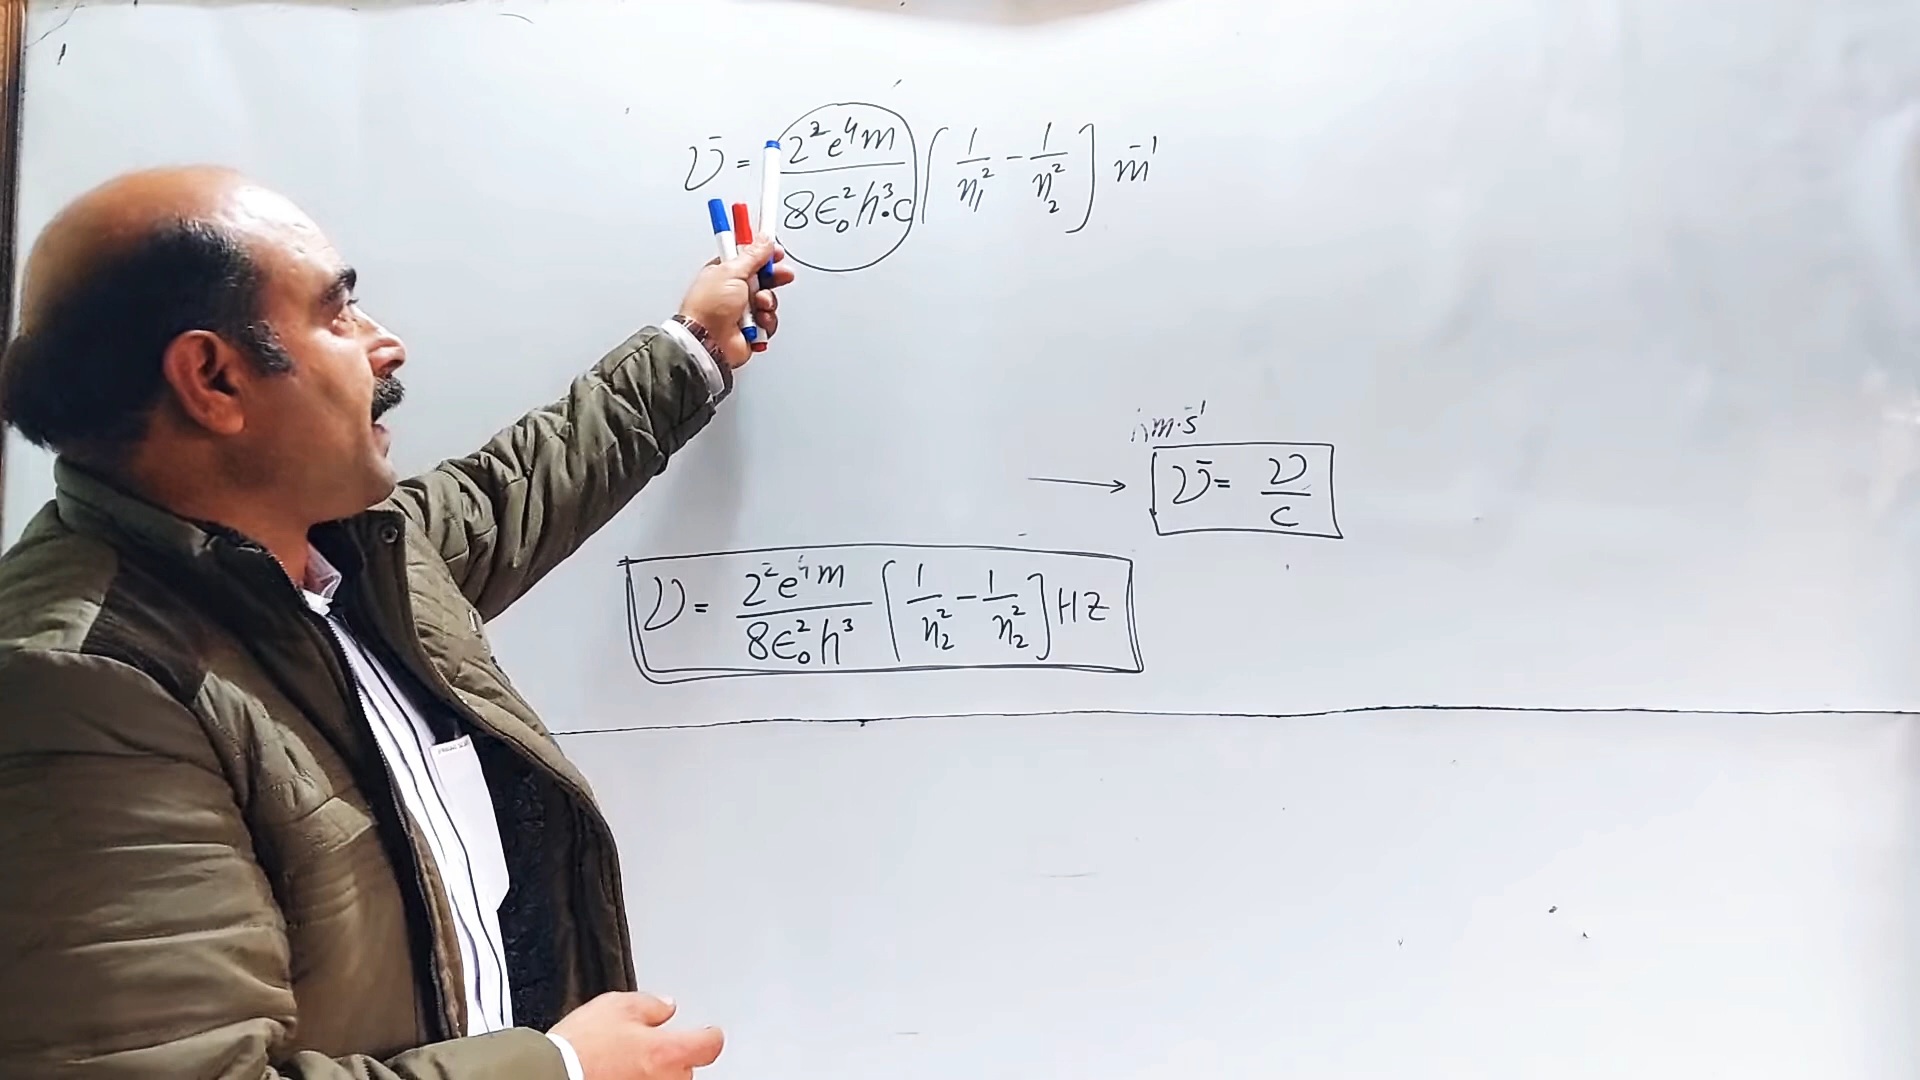 ῡ = 2²e⁴m / 8ε₀²h³·c [ 1/n₁² − 1/n₂² ] m⁻¹
m·s⁻¹
ῡ = υ/c
υ = 2²e⁴m / 8ε₀²h³ [ 1/n₂² − 1/n₂² ] HZ